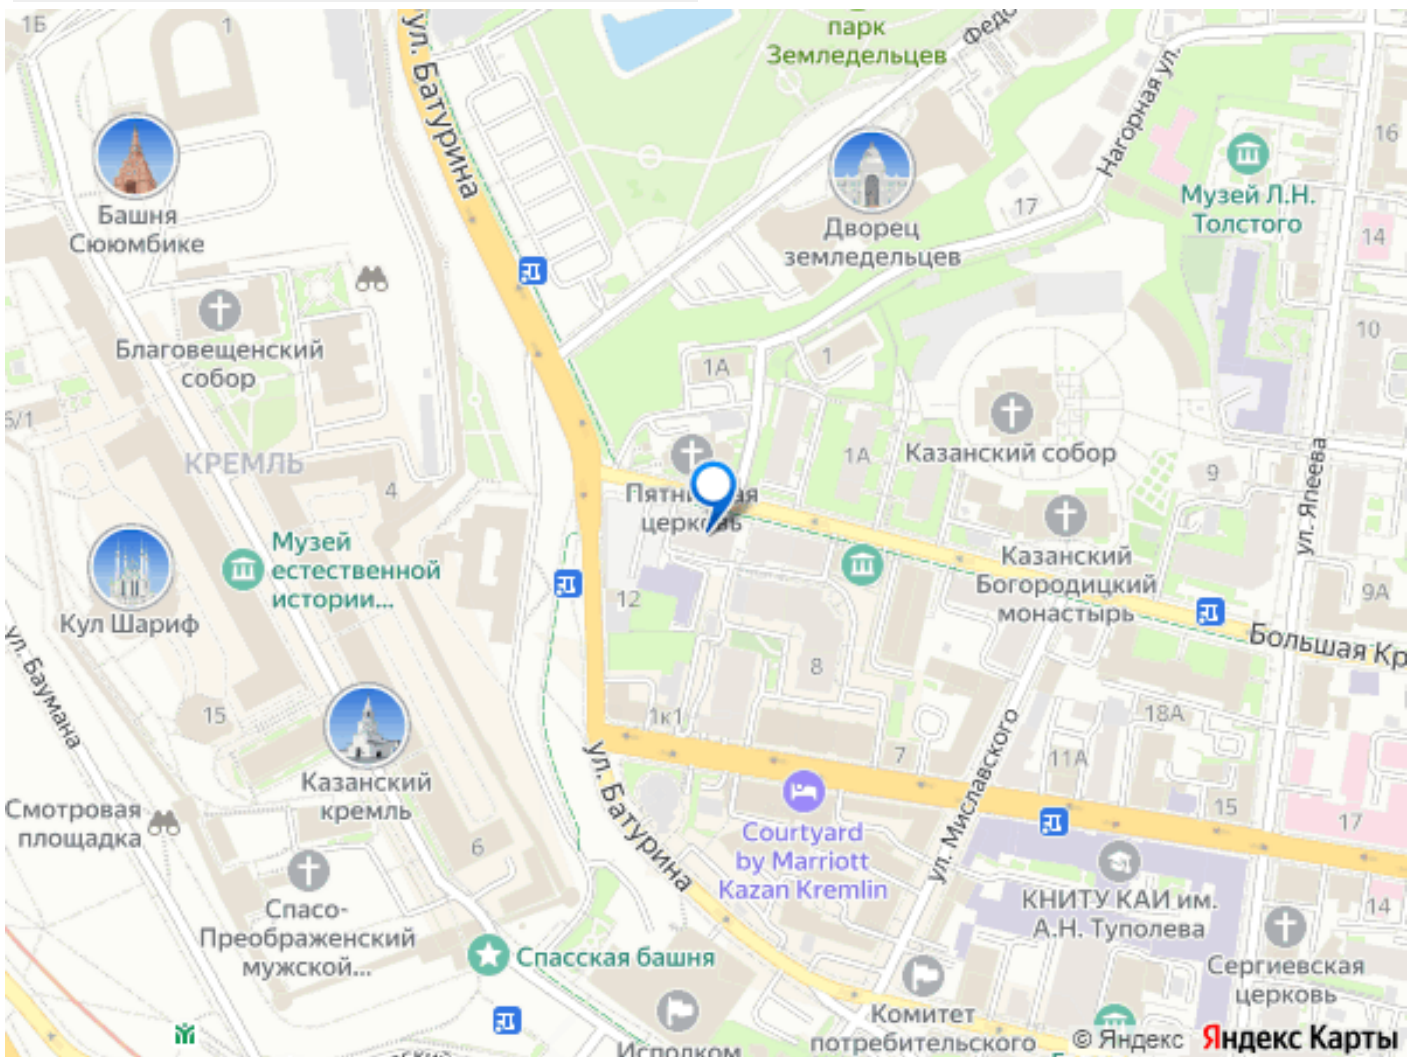 1Б
1
ул. Батурина
парк
Земледельцев
Нагорная ул.
16
Башня
Сююмбике
Дворец
земледельцев
17
Музей Л.Н.
Толстого
14
Благовещенский
собор
1А
1
10
КРЕМЛЬ
4
Казанский собор
1А
9
ул. Япеева
церковь
Музей
естественной
истории...
Казанский
Богородицкий
монастырь
9А
Кул Шариф
12
8
Большая Кр
ул. Баумана
15
1к1
7
18А
11А
ул. Миславского
Казанский
кремль
ул. Батурина
15
17
Смотровая
площадка
6
Courtyard
by Marriott
Kazan Kremlin
КНИТУ КАИ им.
А.Н. Туполева
14
Спасо-
Преображенский
мужской...
Спасская башня
Сергиевская
церковь
Комитет
потребительского
Исполком
© Яндекс Яндекс Карты